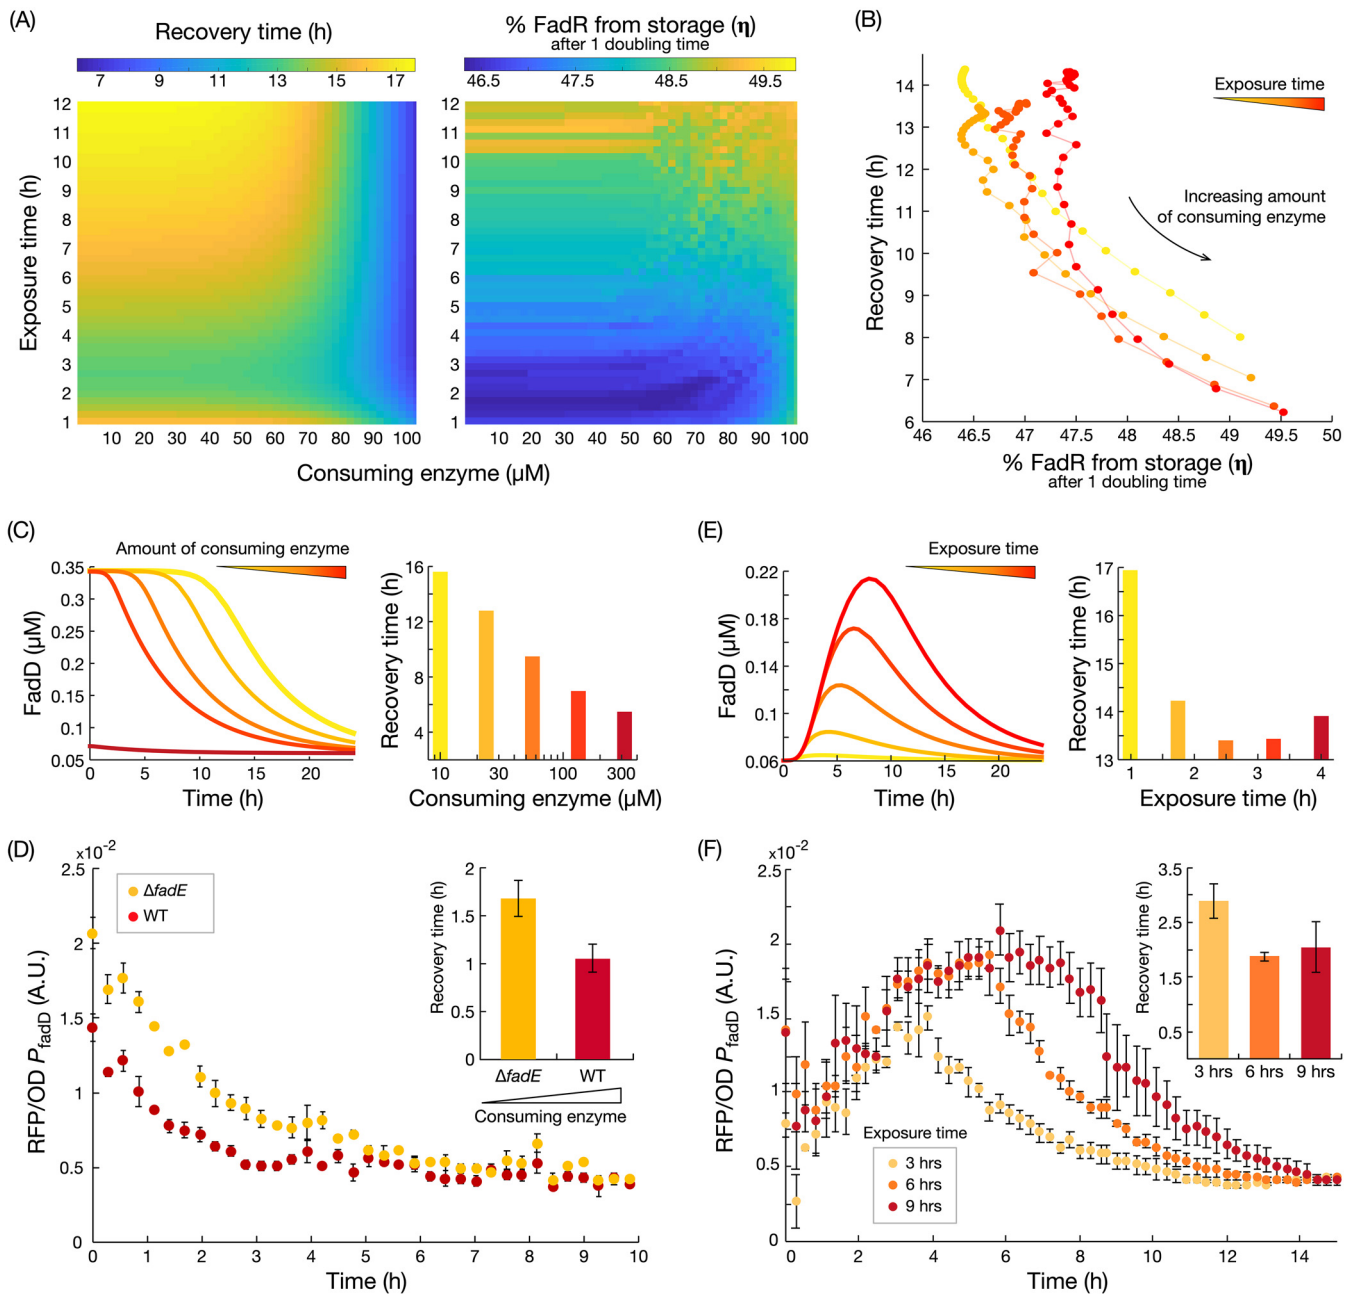 (A)
Recovery time (h)
7 9 11 13 15 17
% FadR from storage (η)
after 1 doubling time
46.5 47.5 48.5 49.5
Exposure time (h)
12
11
10
9
8
7
6
5
4
3
2
1
10 20 30 40 50 60 70 80 90 100
12
11
10
9
8
7
6
5
4
3
2
1
10 20 30 40 50 60 70 80 90 100
Consuming enzyme (μM)
(B)
Recovery time (h)
14
13
12
11
10
9
8
7
6
Exposure time
Increasing amount
of consuming enzyme
46 46.5 47 47.5 48 48.5 49 49.5 50
% FadR from storage (η)
after 1 doubling time
(C)
Amount of consuming enzyme
FadD (μM)
0.35
0.3
0.25
0.2
0.15
0.1
0.05
0 5 10 15 20
Time (h)
Recovery time (h)
16
12
8
4
10 30 100 300
Consuming enzyme (μM)
(E)
Exposure time
FadD (μM)
0.22
0.18
0.14
0.1
0.06
0 5 10 15 20
Time (h)
Recovery time (h)
17
16
15
14
13
1 2 3 4
Exposure time (h)
(D)
x10⁻²
RFP/OD PfadD (A.U.)
2.5
2
1.5
1
0.5
0
ΔfadE
WT
0 1 2 3 4 5 6 7 8 9 10
Time (h)
Recovery time (h)
2
1.5
1
0.5
0
ΔfadE WT
Consuming enzyme
(F)
x10⁻²
RFP/OD PfadD (A.U.)
2.5
2
1.5
1
0.5
0
Exposure time
3 hrs
6 hrs
9 hrs
0 2 4 6 8 10 12 14
Time (h)
Recovery time (h)
3.5
2.5
1.5
0.5
3 hrs 6 hrs 9 hrs